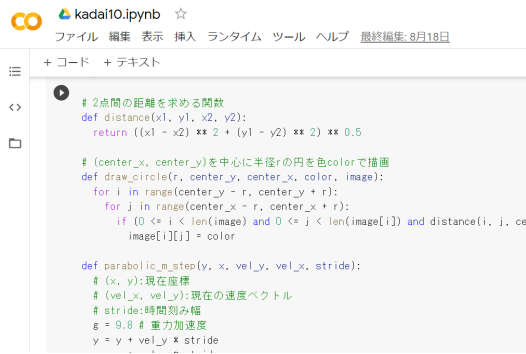 CO
kadai10.ipynb
ファイル 編集 表示 挿入 ランタイム ツール ヘルプ 最終編集: 8月18日
+ コード + テキスト
# 2点間の距離を求める関数
def distance(x1, y1, x2, y2):
return ((x1 - x2) ** 2 + (y1 - y2) ** 2) ** 0.5
# (center_x, center_y)を中心に半径rの円を色colorで描画
def draw_circle(r, center_y, center_x, color, image):
for i in range(center_y - r, center_y + r):
for j in range(center_x - r, center_x + r):
if (0 <= i < len(image) and 0 <= j < len(image[i]) and distance(i, j, ce
image[i][j] = color
def parabolic_m_step(y, x, vel_y, vel_x, stride):
# (x, y):現在座標
# (vel_x, vel_y):現在の速度ベクトル
# stride:時間刻み幅
g = 9.8 # 重力加速度
y = y + vel_y * stride